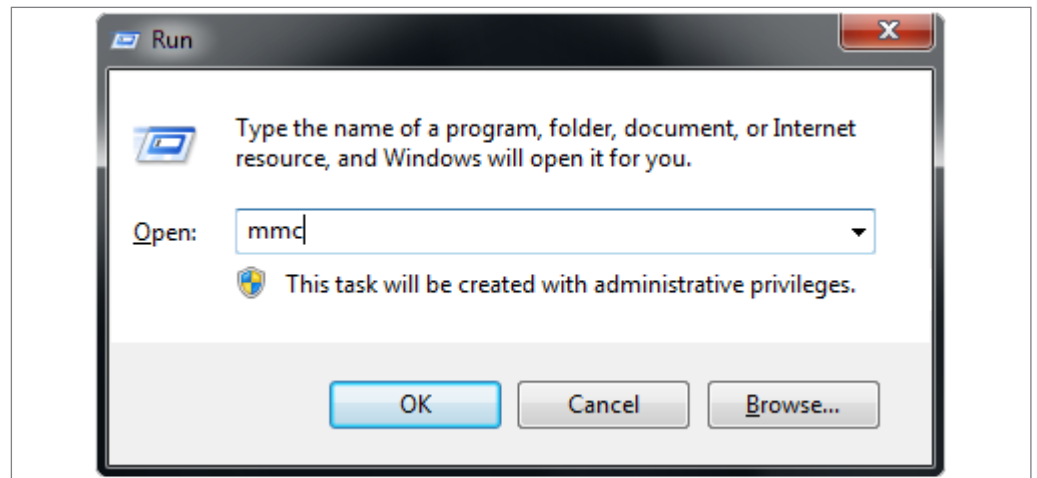 Run
Type the name of a program, folder, document, or Internet
resource, and Windows will open it for you.
Open: mmc
This task will be created with administrative privileges.
OK Cancel Browse...